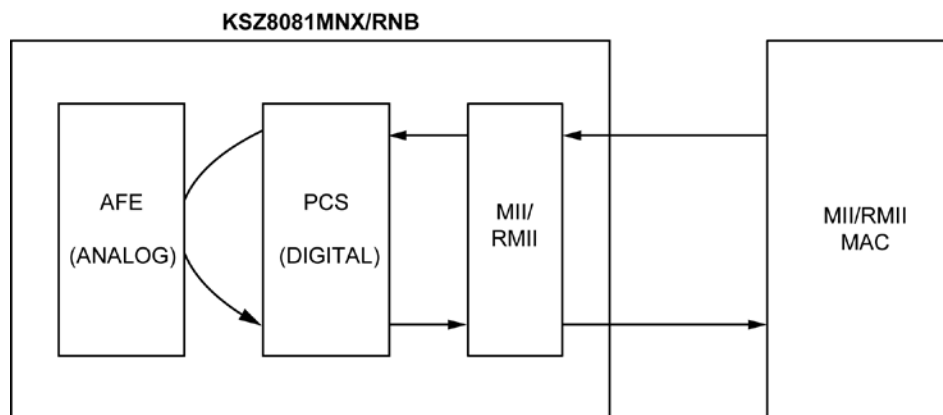 KSZ8081MNX/RNB
AFE
(ANALOG)
PCS
(DIGITAL)
MII/
RMII
MII/RMII
MAC